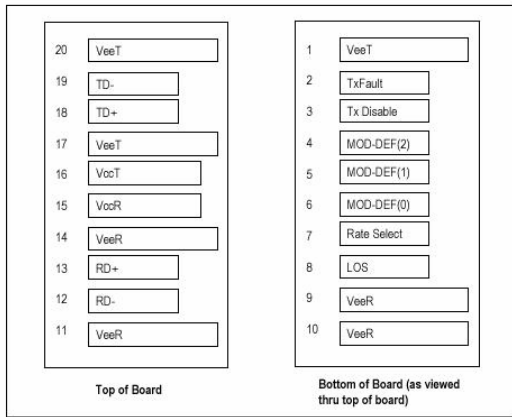 20 VeeT
19 TD-
18 TD+
17 VeeT
16 VccT
15 VccR
14 VeeR
13 RD+
12 RD-
11 VeeR
Top of Board
1 VeeT
2 TxFault
3 Tx Disable
4 MOD-DEF(2)
5 MOD-DEF(1)
6 MOD-DEF(0)
7 Rate Select
8 LOS
9 VeeR
10 VeeR
Bottom of Board (as viewed
thru top of board)